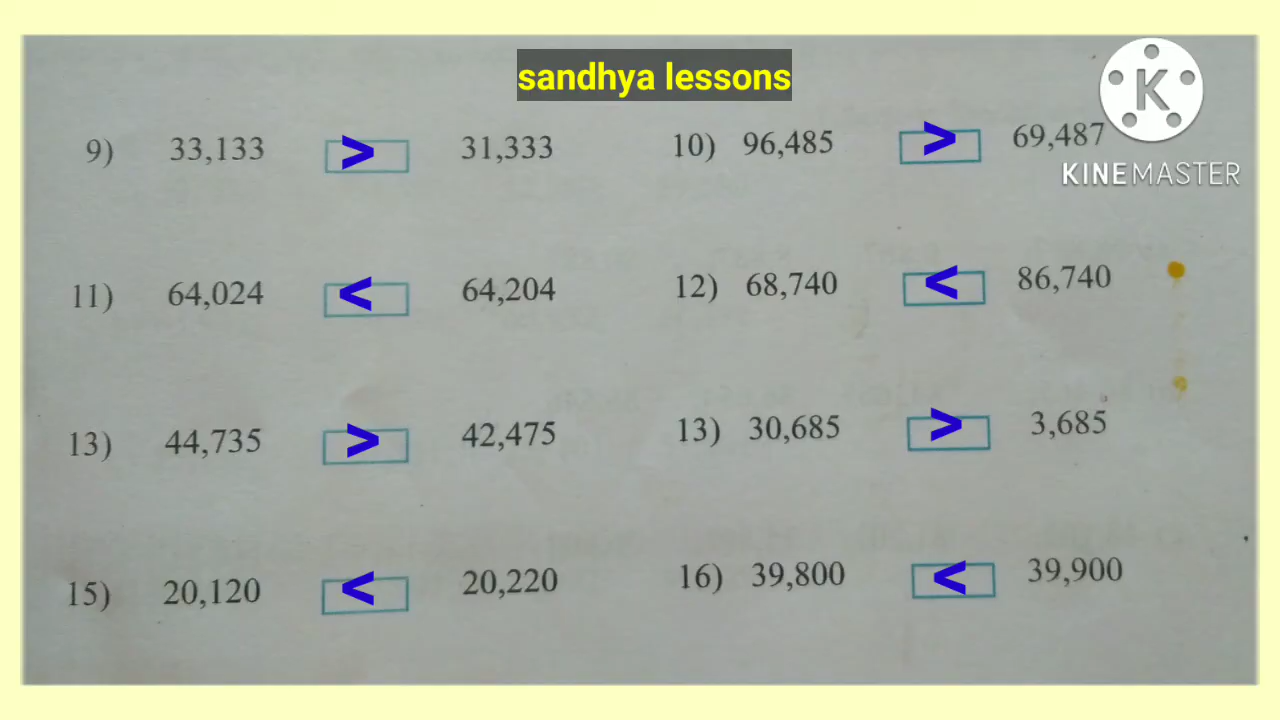 sandhya lessons
K
KINEMASTER
9) 33,133 > 31,333 10) 96,485 > 69,487
11) 64,024 < 64,204 12) 68,740 < 86,740
13) 44,735 > 42,475 13) 30,685 > 3,685
15) 20,120 < 20,220 16) 39,800 < 39,900